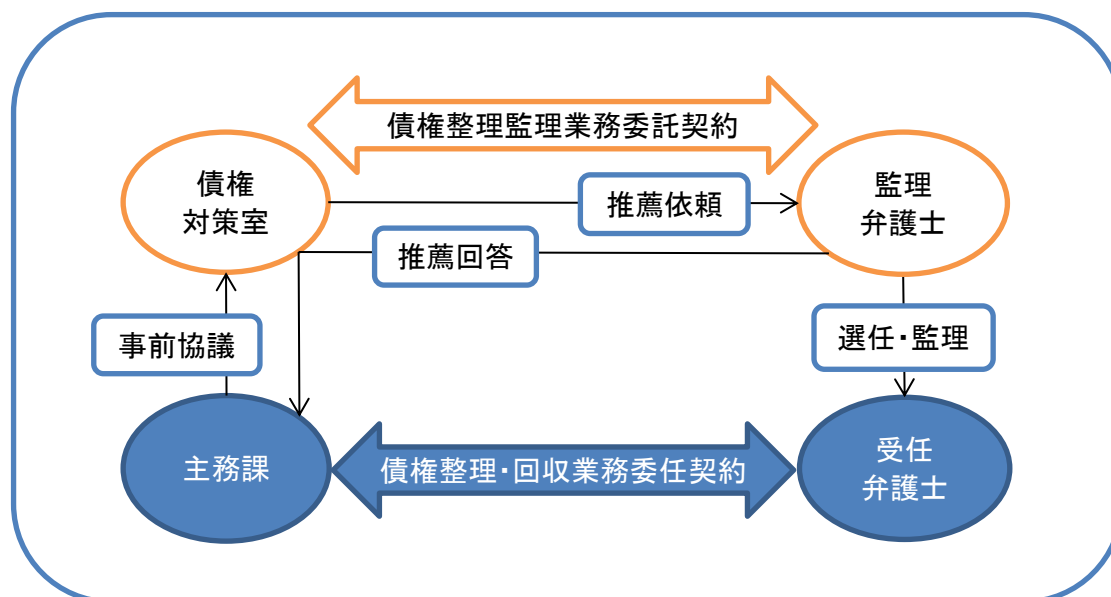 債権整理監理業務委託契約
債権
対策室
監理
弁護士
推薦依頼
推薦回答
事前協議
選任・監理
主務課
債権整理・回収業務委任契約
受任
弁護士